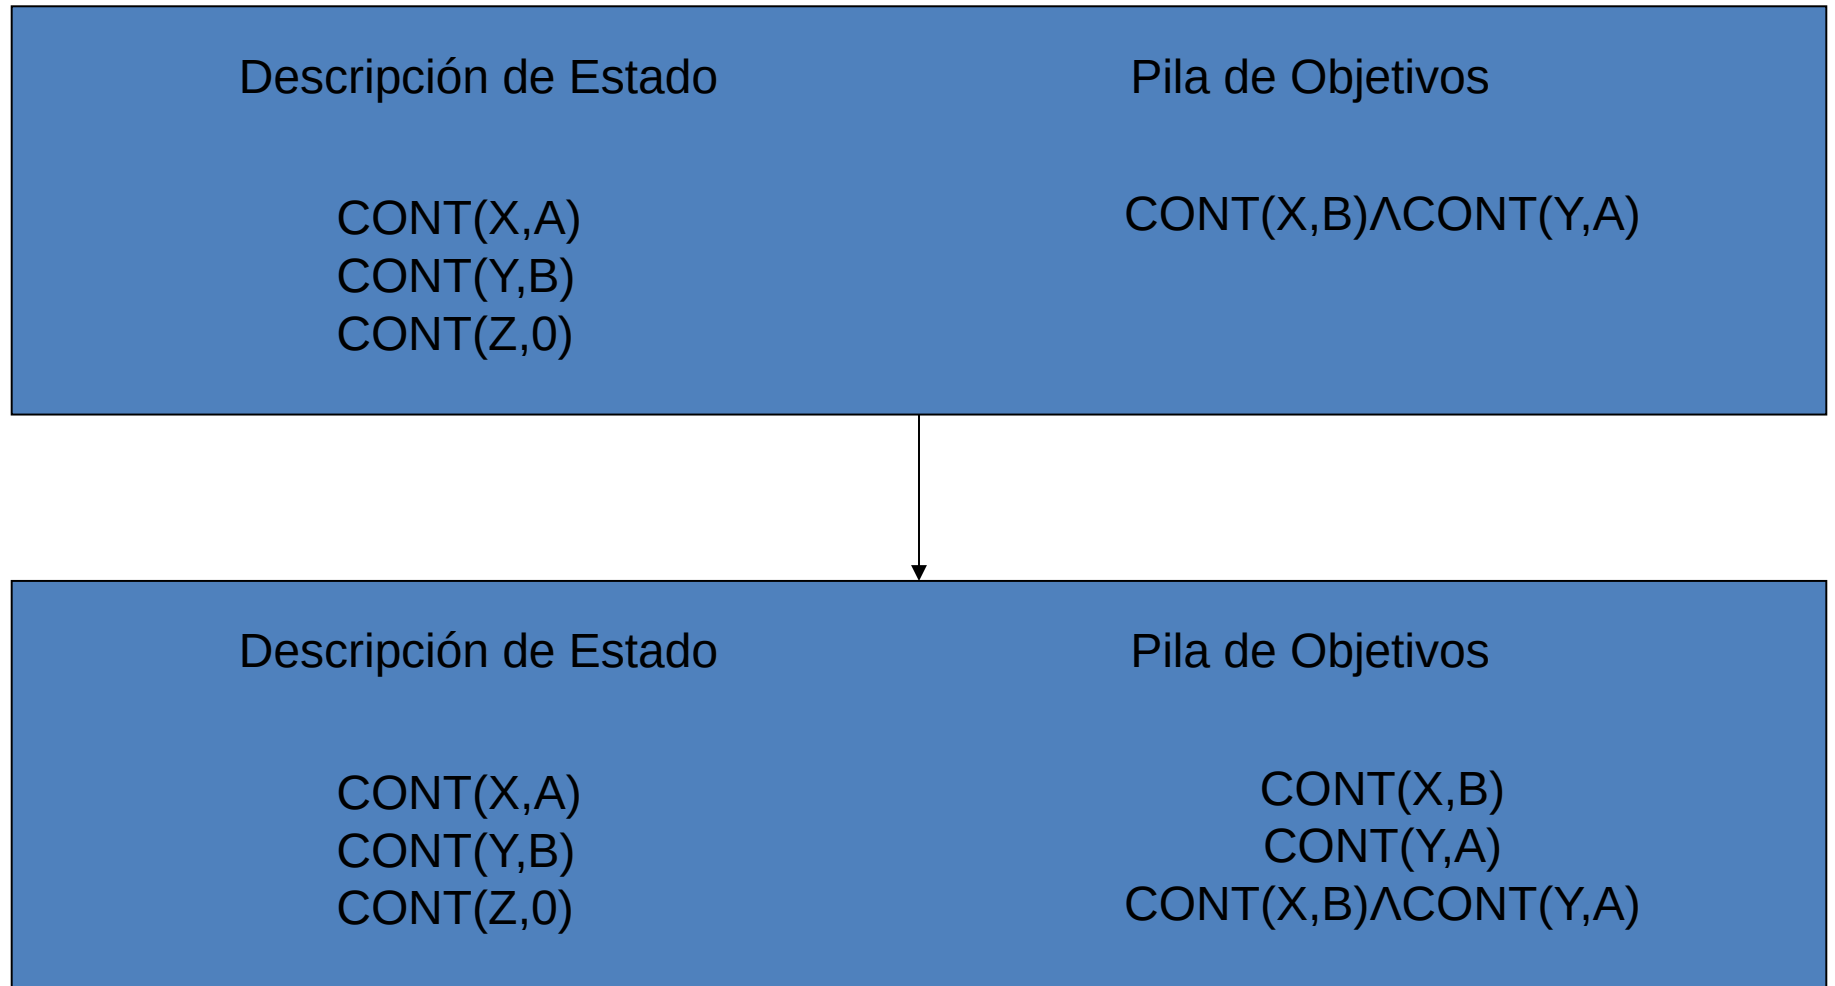 Descripción de Estado
Pila de Objetivos
CONT(X,A)
CONT(Y,B)
CONT(Z,0)
CONT(X,B)ΛCONT(Y,A)
Descripción de Estado
Pila de Objetivos
CONT(X,A)
CONT(Y,B)
CONT(Z,0)
CONT(X,B)
CONT(Y,A)
CONT(X,B)ΛCONT(Y,A)